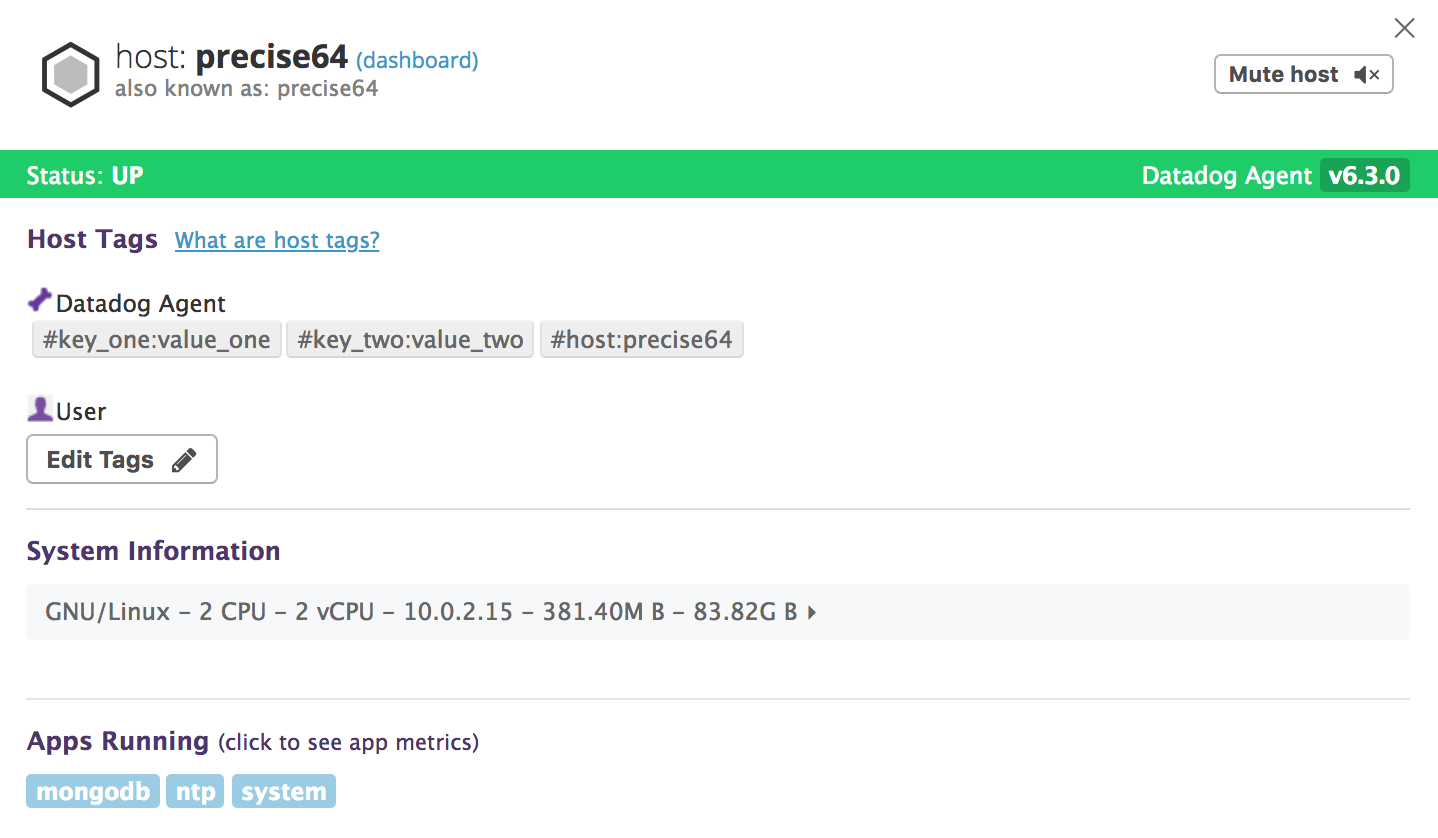 host: precise64 (dashboard)
also known as: precise64
Mute host
Status: UP
Datadog Agent v6.3.0
Host Tags What are host tags?
Datadog Agent
#key_one:value_one #key_two:value_two #host:precise64
User
Edit Tags
System Information
GNU/Linux – 2 CPU – 2 vCPU – 10.0.2.15 – 381.40M B – 83.82G B
Apps Running (click to see app metrics)
mongodb ntp system